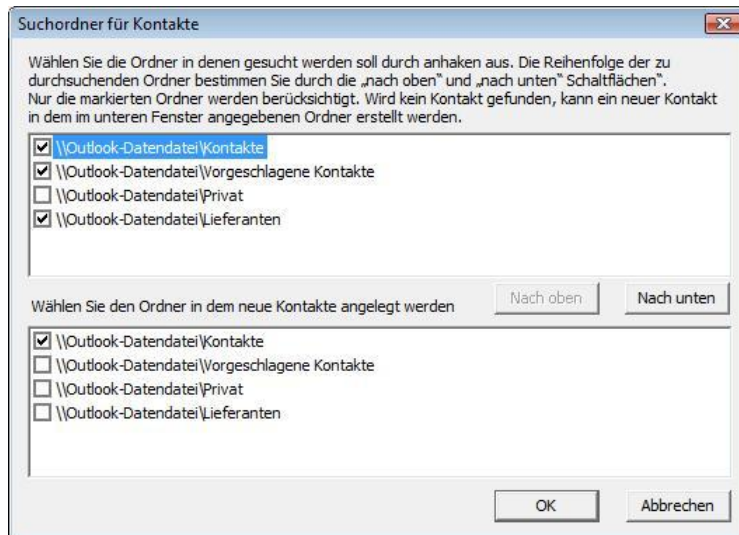 Suchordner für Kontakte
Wählen Sie die Ordner in denen gesucht werden soll durch anhaken aus. Die Reihenfolge der zu
durchsuchenden Ordner bestimmen Sie durch die „nach oben“ und „nach unten“ Schaltflächen“.
Nur die markierten Ordner werden berücksichtigt. Wird kein Kontakt gefunden, kann ein neuer Kontakt
in dem im unteren Fenster angegebenen Ordner erstellt werden.
\\Outlook-Datendatei\Kontakte
\\Outlook-Datendatei\Vorgeschlagene Kontakte
\\Outlook-Datendatei\Privat
\\Outlook-Datendatei\Lieferanten
Wählen Sie den Ordner in dem neue Kontakte angelegt werden
Nach oben
Nach unten
\\Outlook-Datendatei\Kontakte
\\Outlook-Datendatei\Vorgeschlagene Kontakte
\\Outlook-Datendatei\Privat
\\Outlook-Datendatei\Lieferanten
OK
Abbrechen